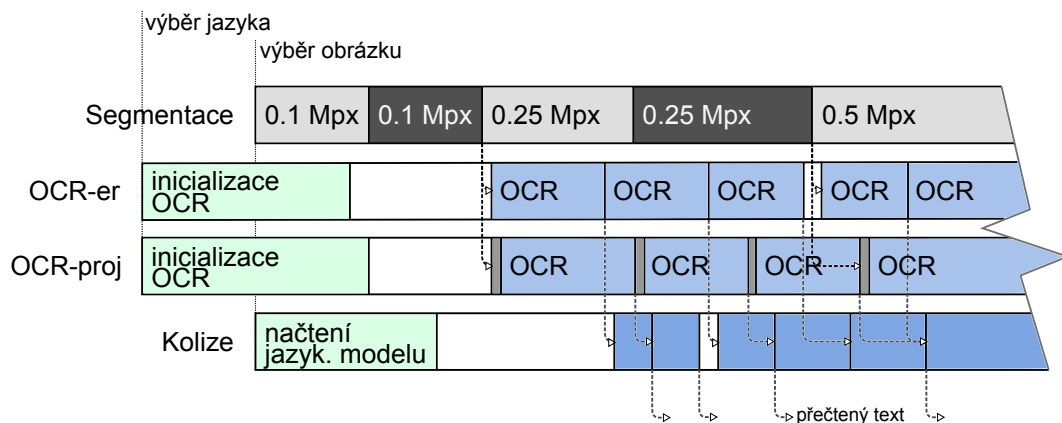 výběr jazyka
výběr obrázku
Segmentace
0.1 Mpx
0.1 Mpx
0.25 Mpx
0.25 Mpx
0.5 Mpx
OCR-er
inicializace
OCR
OCR
OCR
OCR
OCR
OCR
OCR-proj
inicializace
OCR
OCR
OCR
OCR
OCR
Kolize
načtení
jazyk. modelu
přečtený text